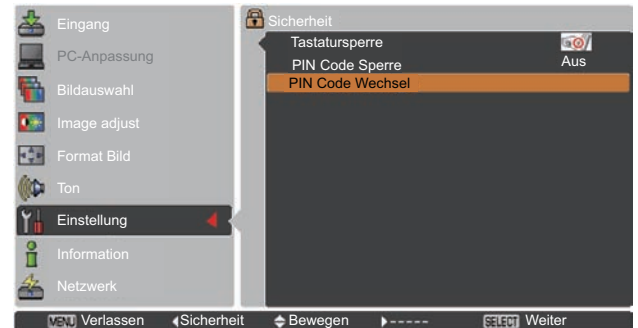 Eingang
PC-Anpassung
Bildauswahl
Image adjust
Format Bild
Ton
Einstellung
Information
Netzwerk
Sicherheit
Tastatursperre
PIN Code Sperre Aus
PIN Code Wechsel
MENU Verlassen Sicherheit Bewegen ----- SELECT Weiter